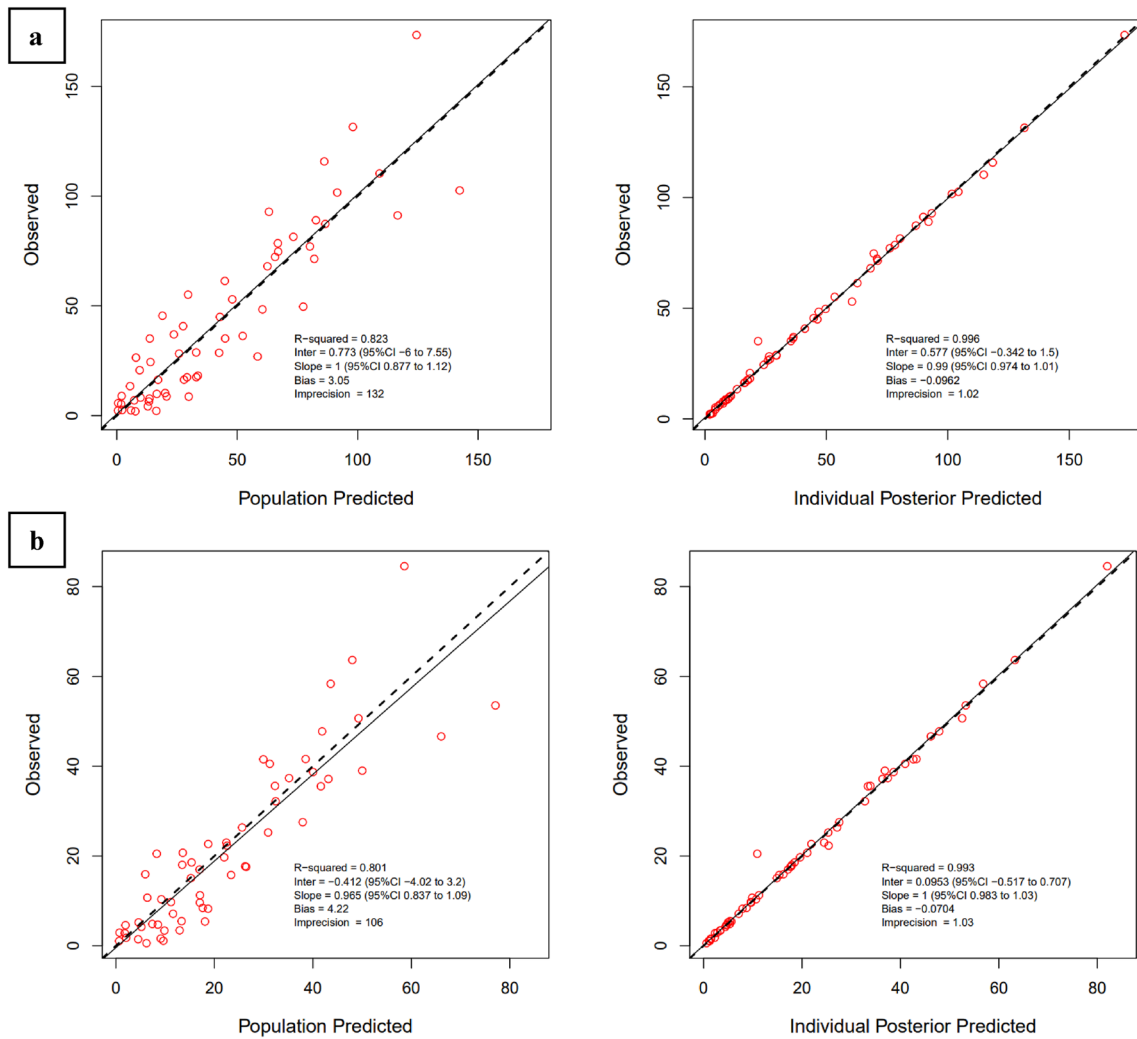 a
150
100
50
0
Observed
R-squared = 0.823
Inter = 0.773 (95%CI −6 to 7.55)
Slope = 1 (95%CI 0.877 to 1.12)
Bias = 3.05
Imprecision = 132
0 50 100 150
Population Predicted
150
100
50
0
Observed
R-squared = 0.996
Inter = 0.577 (95%CI −0.342 to 1.5)
Slope = 0.99 (95%CI 0.974 to 1.01)
Bias = −0.0962
Imprecision = 1.02
0 50 100 150
Individual Posterior Predicted
b
80
60
40
20
0
Observed
R-squared = 0.801
Inter = −0.412 (95%CI −4.02 to 3.2)
Slope = 0.965 (95%CI 0.837 to 1.09)
Bias = 4.22
Imprecision = 106
0 20 40 60 80
Population Predicted
80
60
40
20
0
Observed
R-squared = 0.993
Inter = 0.0953 (95%CI −0.517 to 0.707)
Slope = 1 (95%CI 0.983 to 1.03)
Bias = −0.0704
Imprecision = 1.03
0 20 40 60 80
Individual Posterior Predicted